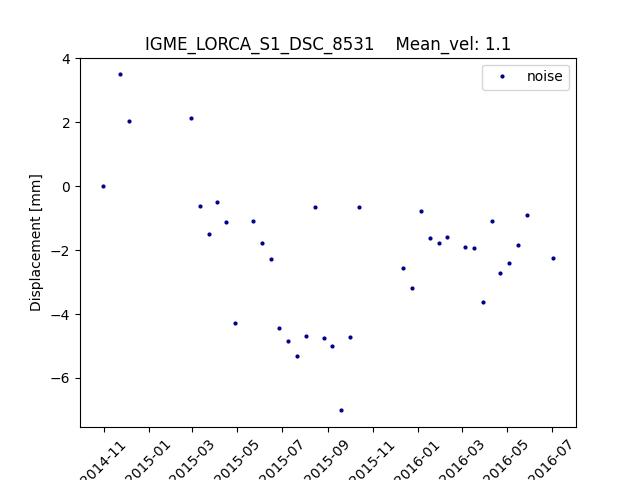 IGME_LORCA_S1_DSC_8531    Mean_vel: 1.1
4
noise
2
0
Displacement [mm]
−2
−4
−6
2014-11 2015-01 2015-03 2015-05 2015-07 2015-09 2015-11 2016-01 2016-03 2016-05 2016-07